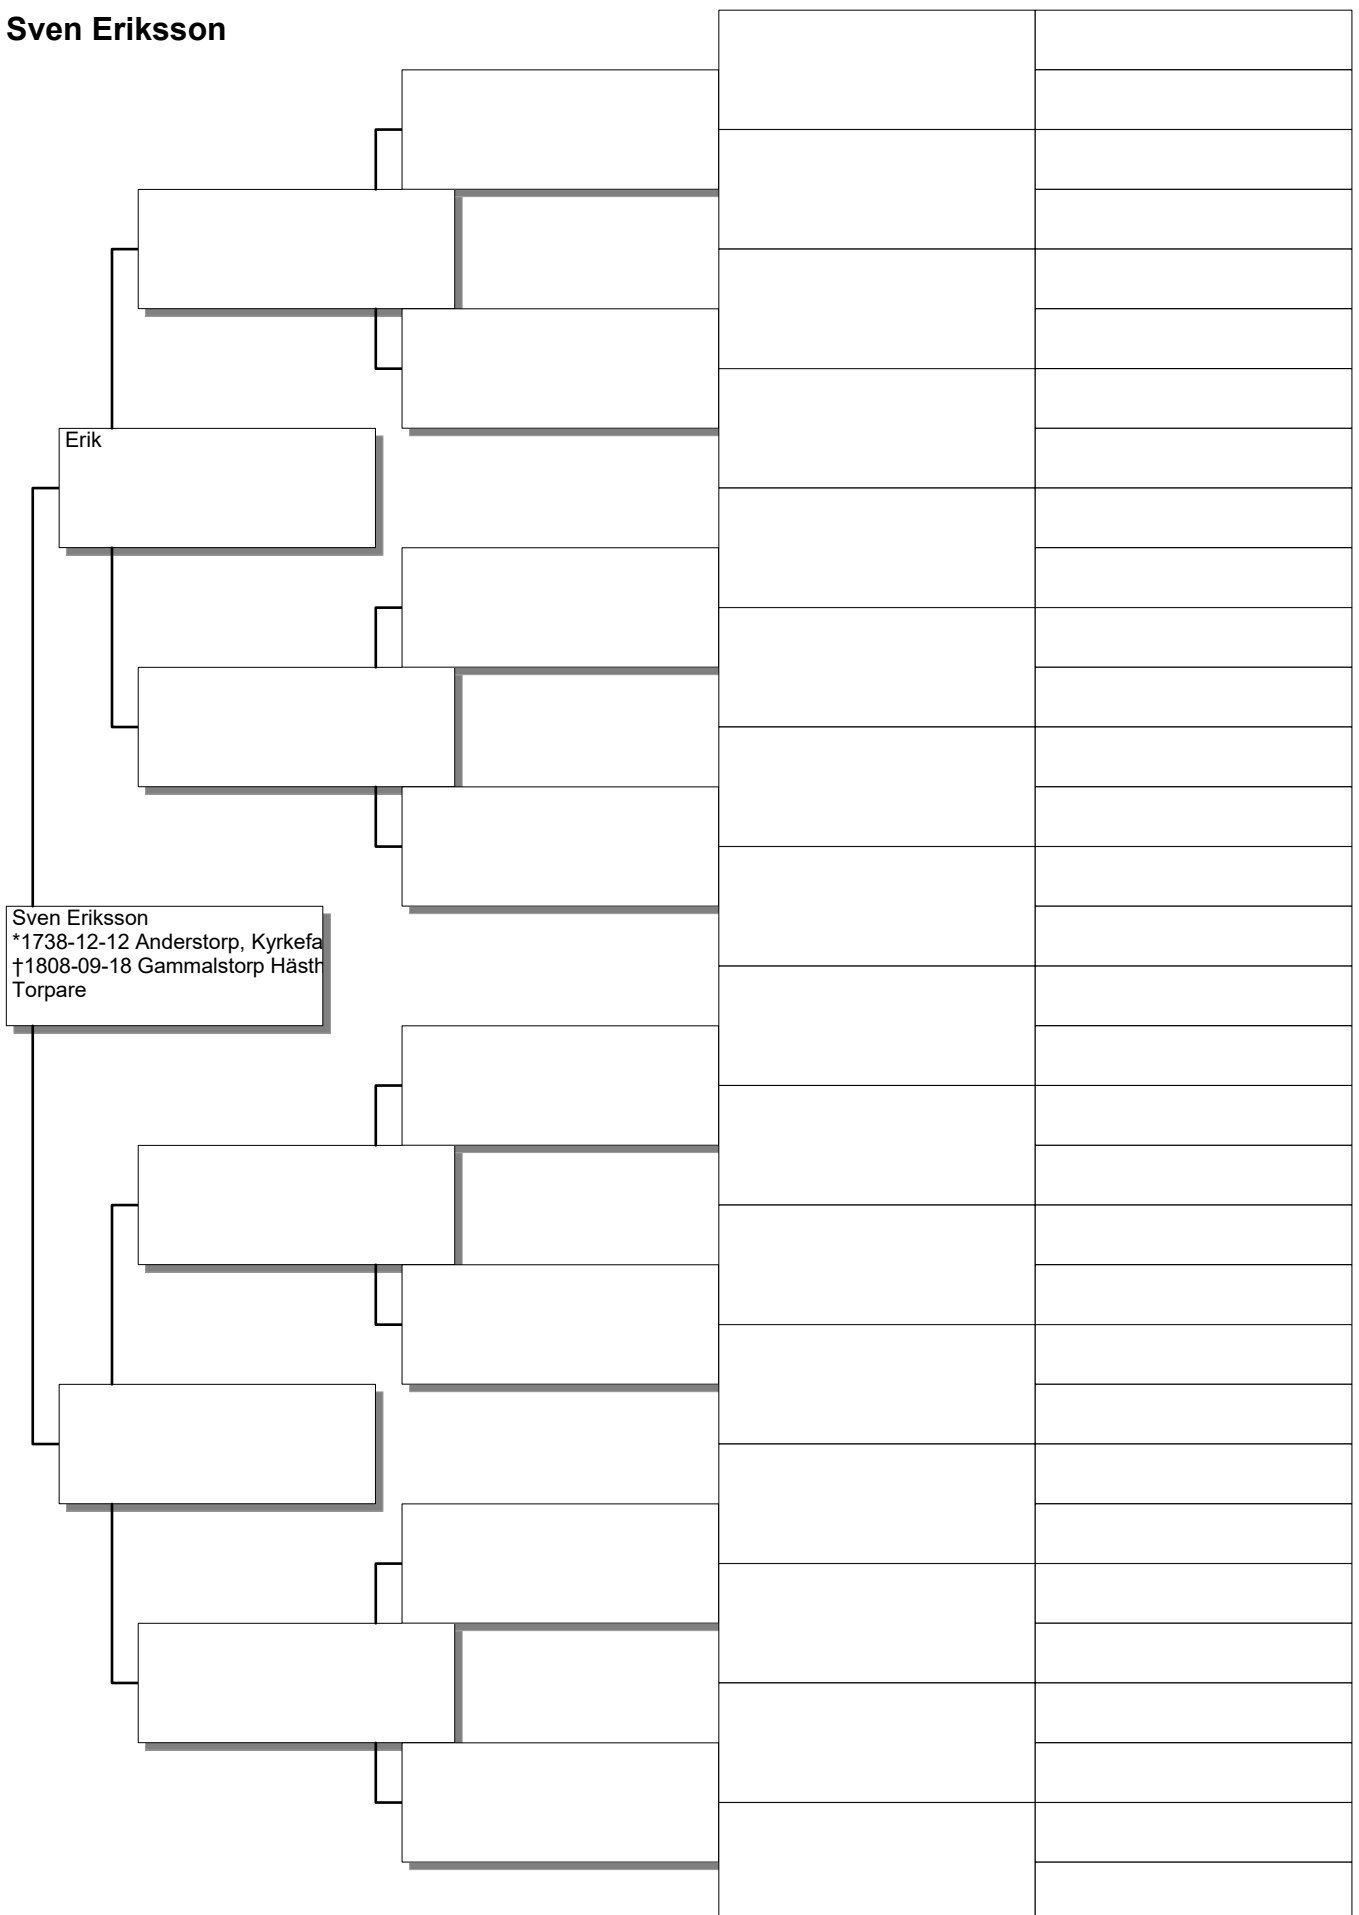 Sven Eriksson
Erik
Sven Eriksson
*1738-12-12 Anderstorp, Kyrkefa
†1808-09-18 Gammalstorp Hästh
Torpare